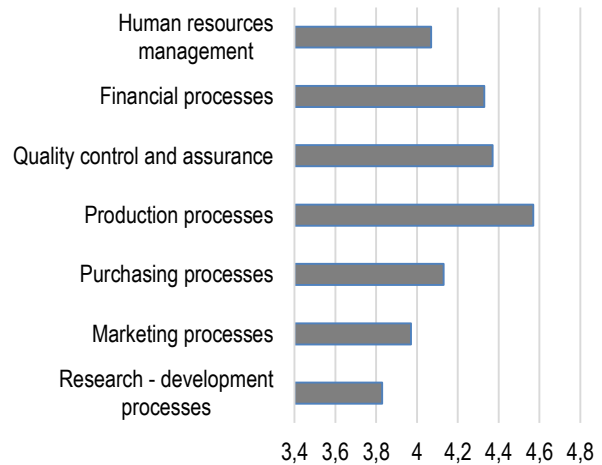 Human resources
management
Financial processes
Quality control and assurance
Production processes
Purchasing processes
Marketing processes
Research - development
processes
3,4 3,6 3,8 4 4,2 4,4 4,6 4,8